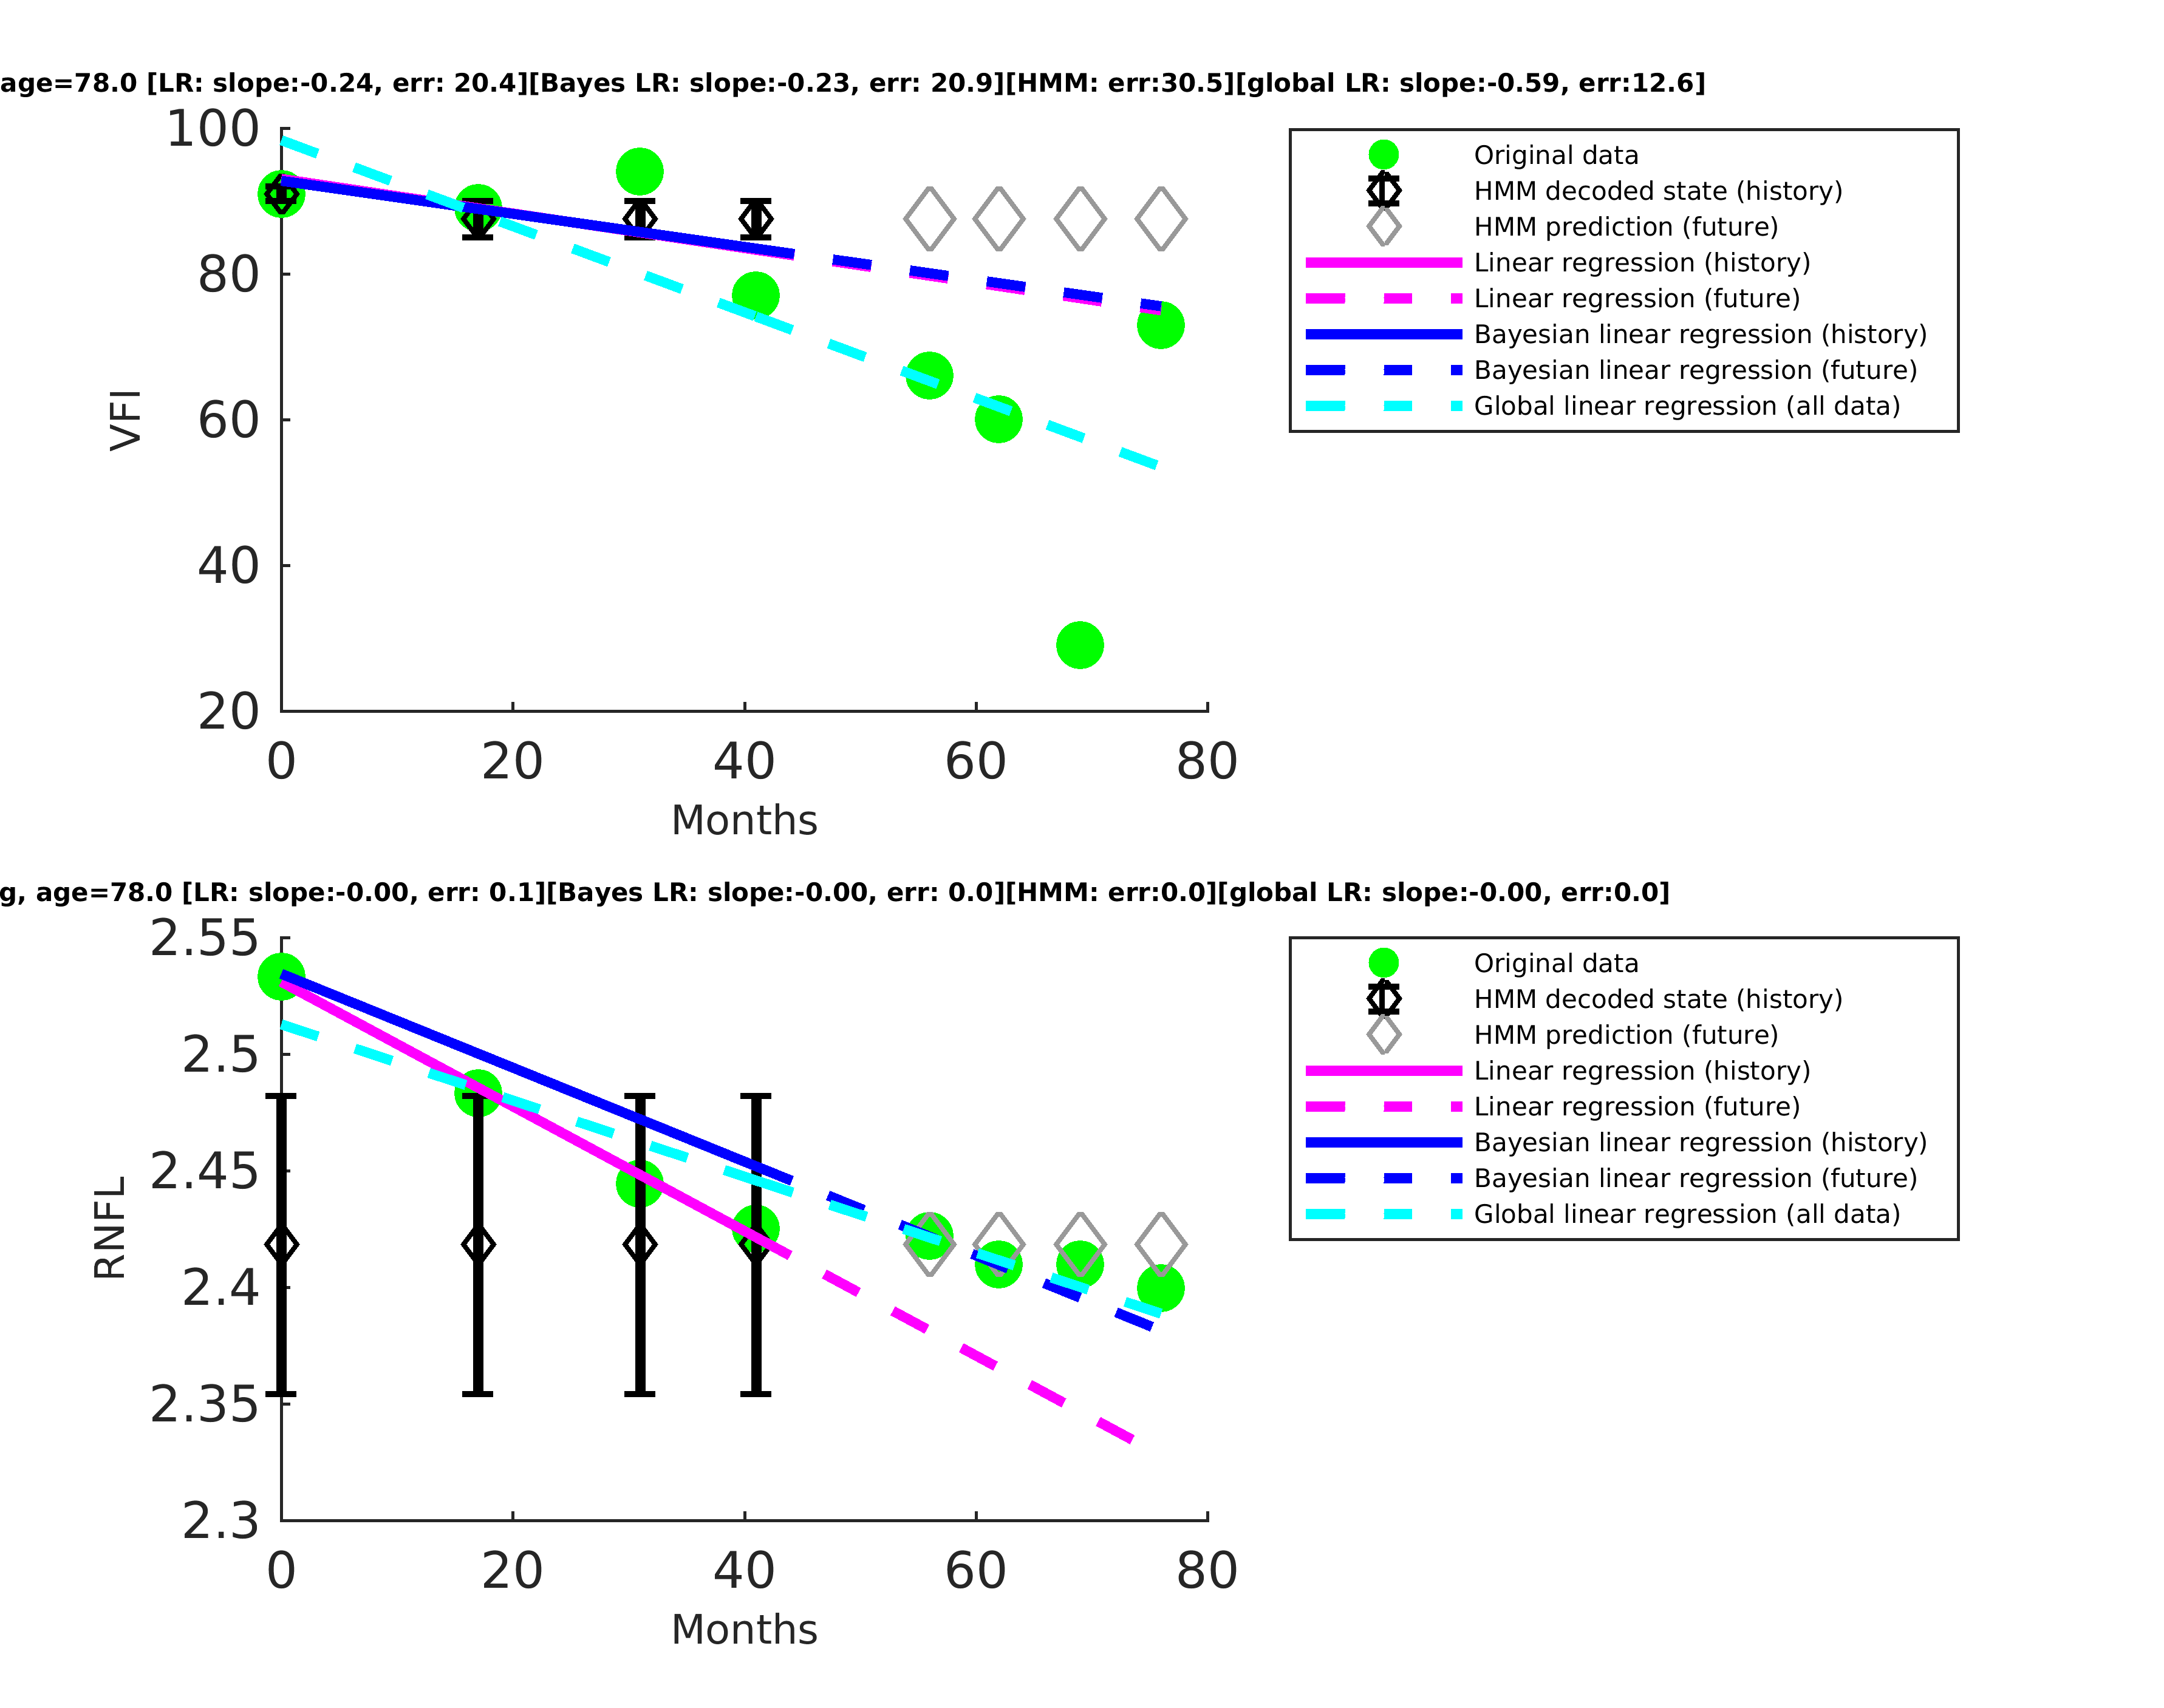 age=78.0 [LR: slope:-0.24, err: 20.4][Bayes LR: slope:-0.23, err: 20.9][HMM: err:30.5][global LR: slope:-0.59, err:12.6]
100
80
60
40
20
VFI
0 20 40 60 80
Months
Original data
HMM decoded state (history)
HMM prediction (future)
Linear regression (history)
Linear regression (future)
Bayesian linear regression (history)
Bayesian linear regression (future)
Global linear regression (all data)
g, age=78.0 [LR: slope:-0.00, err: 0.1][Bayes LR: slope:-0.00, err: 0.0][HMM: err:0.0][global LR: slope:-0.00, err:0.0]
2.55
2.5
2.45
2.4
2.35
2.3
RNFL
0 20 40 60 80
Months
Original data
HMM decoded state (history)
HMM prediction (future)
Linear regression (history)
Linear regression (future)
Bayesian linear regression (history)
Bayesian linear regression (future)
Global linear regression (all data)